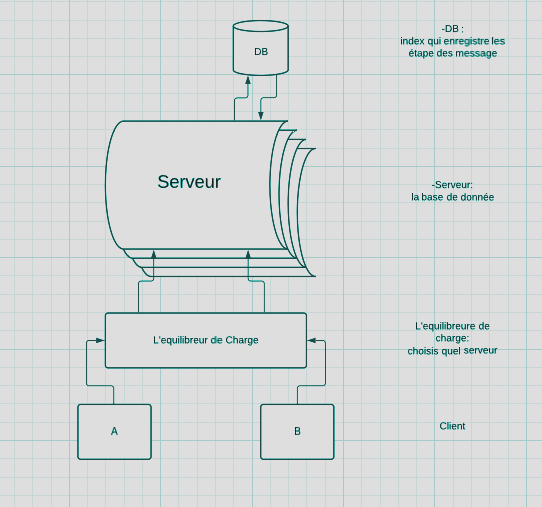 DB
-DB :
index qui enregistre les
étape des message
Serveur
-Serveur:
la base de donnée
L'equilibreur de Charge
L'equilibreure de
charge:
choisis quel serveur
A
B
Client